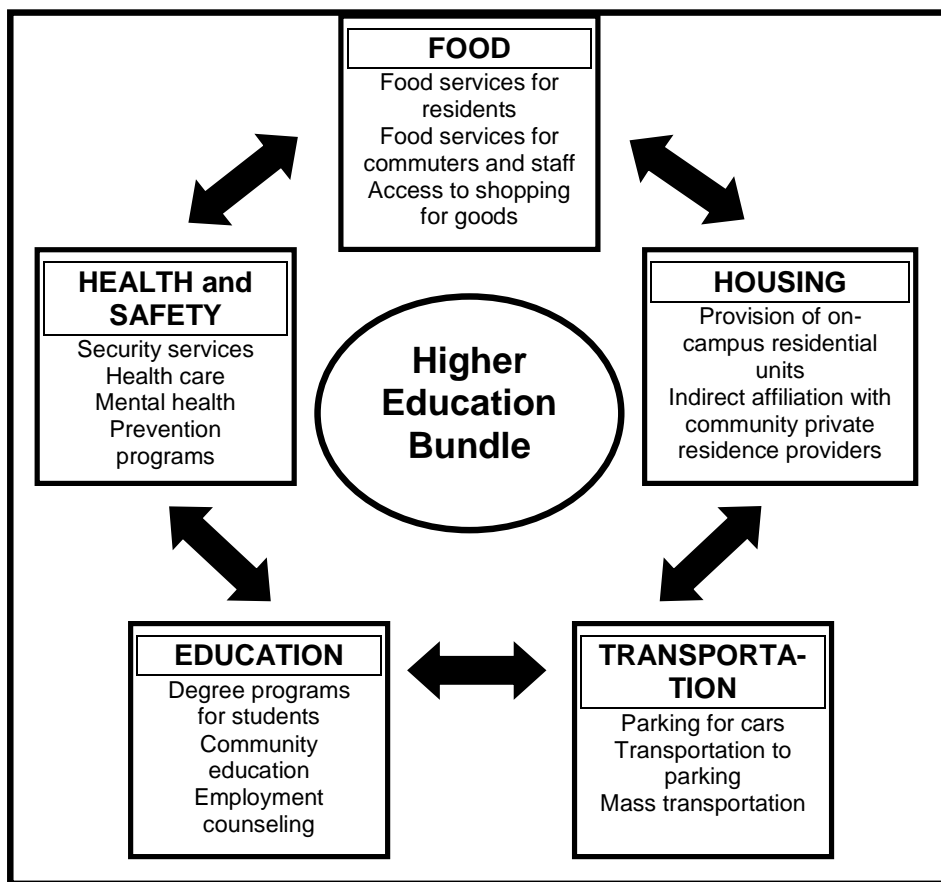 FOOD
Food services for
residents
Food services for
commuters and staff
Access to shopping
for goods
HEALTH and
SAFETY
Security services
Health care
Mental health
Prevention
programs
Higher
Education
Bundle
HOUSING
Provision of on-
campus residential
units
Indirect affiliation with
community private
residence providers
EDUCATION
Degree programs
for students
Community
education
Employment
counseling
TRANSPORTA-
TION
Parking for cars
Transportation to
parking
Mass transportation